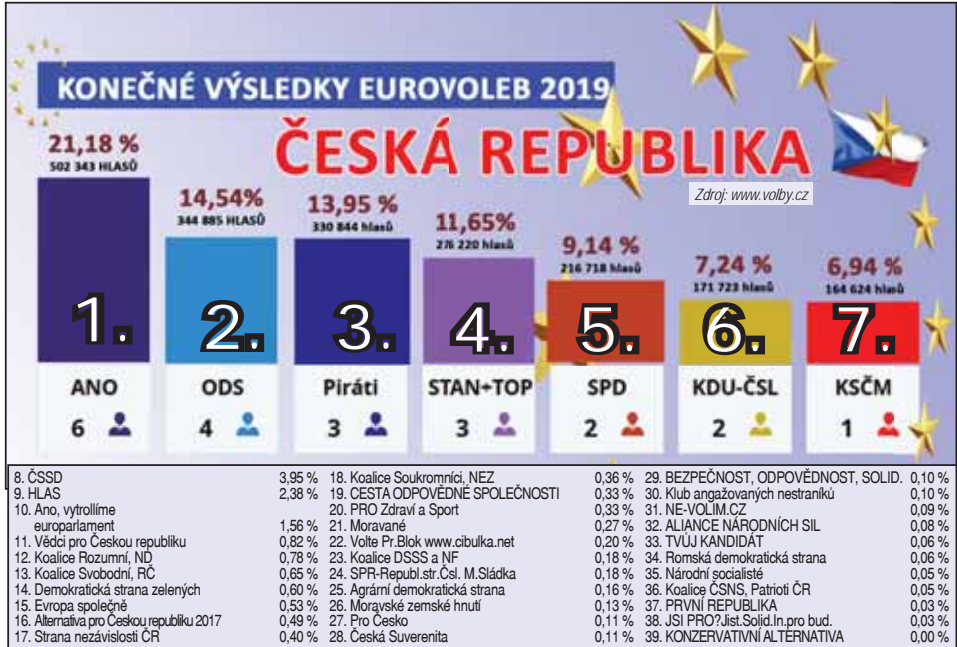 KONEČNÉ VÝSLEDKY EUROVOLEB 2019
ČESKÁ REPUBLIKA
Zdroj: www.volby.cz
21,18 %
502 343 HLASŮ
1.
ANO
6
14,54%
344 885 HLASŮ
2.
ODS
4
13,95 %
330 844 hlasů
3.
Piráti
3
11,65%
276 220 hlasů
4.
STAN+TOP
3
9,14 %
216 718 hlasů
5.
SPD
2
7,24 %
171 723 hlasů
6.
KDU-ČSL
2
6,94 %
164 624 hlasů
7.
KSČM
1
8. ČSSD 3,95 %
9. HLAS 2,38 %
10. Ano, vytrollíme
europarlament 1,56 %
11. Vědci pro Českou republiku 0,82 %
12. Koalice Rozumní, ND 0,78 %
13. Koalice Svobodní, RČ 0,65 %
14. Demokratická strana zelených 0,60 %
15. Evropa společně 0,53 %
16. Alternativa pro Českou republiku 2017 0,49 %
17. Strana nezávislosti ČR 0,40 %
18. Koalice Soukromníci, NEZ 0,36 %
19. CESTA ODPOVĚDNÉ SPOLEČNOSTI 0,33 %
20. PRO Zdraví a Sport 0,33 %
21. Moravané 0,27 %
22. Volte Pr.Blok www.cibulka.net 0,20 %
23. Koalice DSSS a NF 0,18 %
24. SPR-Republ.str.Čsl. M.Sládka 0,18 %
25. Agrární demokratická strana 0,16 %
26. Moravské zemské hnutí 0,13 %
27. Pro Česko 0,11 %
28. Česká Suverenita 0,11 %
29. BEZPEČNOST, ODPOVĚDNOST, SOLID. 0,10 %
30. Klub angažovaných nestraníků 0,10 %
31. NE-VOLIM.CZ 0,09 %
32. ALIANCE NÁRODNÍCH SIL 0,08 %
33. TVŮJ KANDIDÁT 0,06 %
34. Romská demokratická strana 0,06 %
35. Národní socialisté 0,05 %
36. Koalice ČSNS, Patrioti ČR 0,05 %
37. PRVNÍ REPUBLIKA 0,03 %
38. JSI PRO?Jist.Solid.In.pro bud. 0,03 %
39. KONZERVATIVNÍ ALTERNATIVA 0,00 %